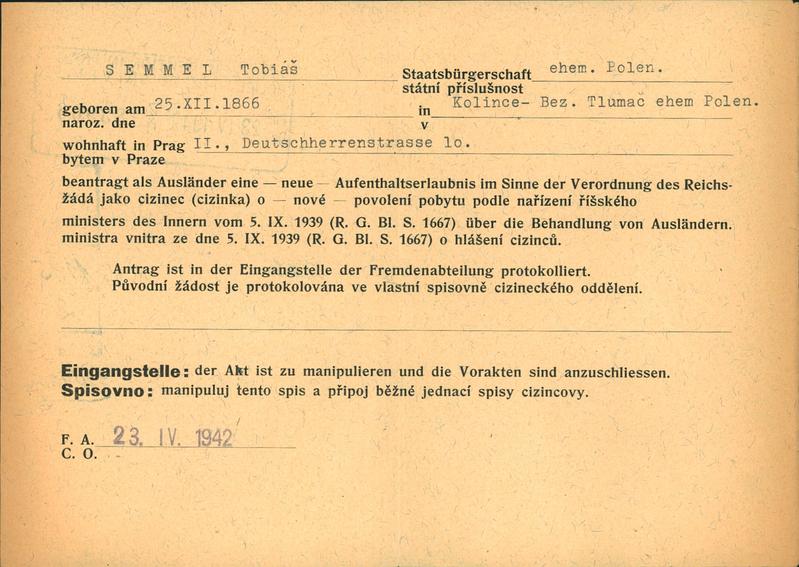 S E M M E L  Tobiáš
Staatsbürgerschaft ehem. Polen.
státní příslušnost
geboren am 25.XII.1866 in Kolince- Bez. Tlumač ehem Polen.
naroz. dne v
wohnhaft in Prag II., Deutschherrenstrasse lo.
bytem v Praze
beantragt als Ausländer eine — neue — Aufenthaltserlaubnis im Sinne der Verordnung des Reichs-
žádá jako cizinec (cizinka) o — nové — povolení pobytu podle nařízení říšského
ministers des Innern vom 5. IX. 1939 (R. G. Bl. S. 1667) über die Behandlung von Ausländern.
ministra vnitra ze dne 5. IX. 1939 (R. G. Bl. S. 1667) o hlášení cizinců.
Antrag ist in der Eingangstelle der Fremdenabteilung protokolliert.
Původní žádost je protokolována ve vlastní spisovně cizineckého oddělení.
Eingangstelle: der Akt ist zu manipulieren und die Vorakten sind anzuschliessen.
Spisovno: manipuluj tento spis a připoj běžné jednací spisy cizincovy.
F. A. 23. IV. 1942
C. O.